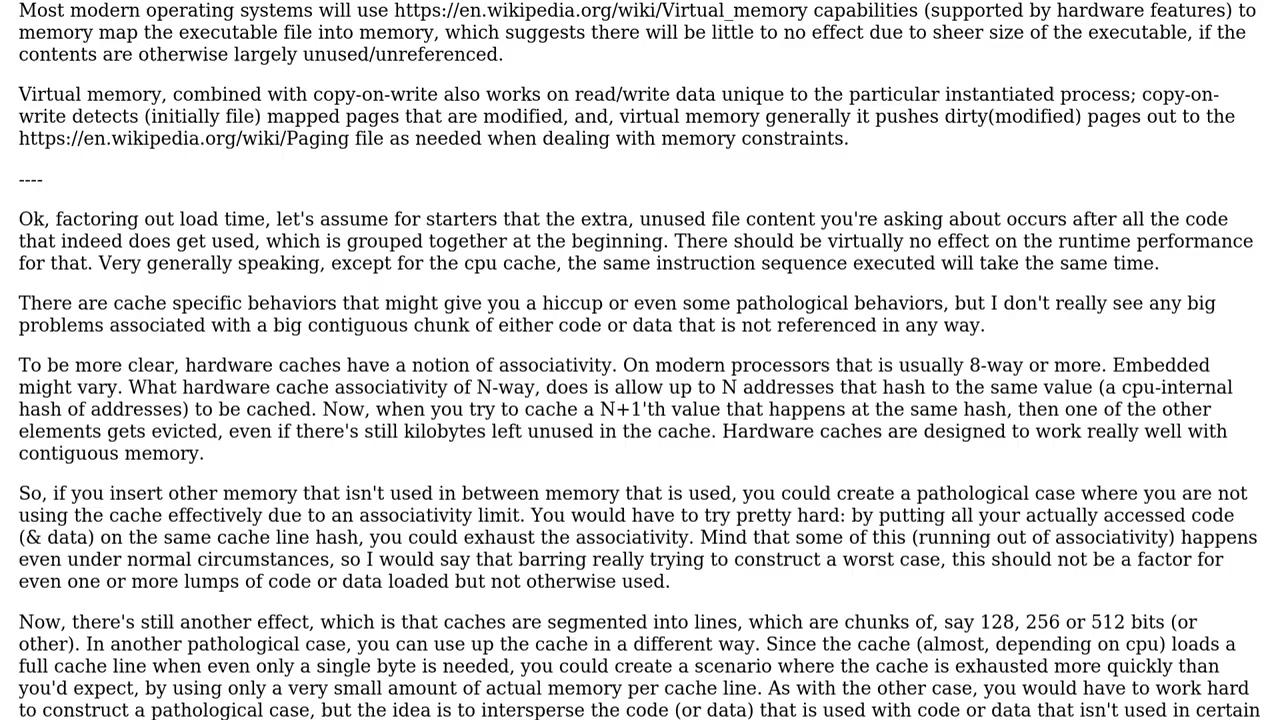 Most modern operating systems will use https://en.wikipedia.org/wiki/Virtual_memory capabilities (supported by hardware features) to
memory map the executable file into memory, which suggests there will be little to no effect due to sheer size of the executable, if the
contents are otherwise largely unused/unreferenced.
Virtual memory, combined with copy-on-write also works on read/write data unique to the particular instantiated process; copy-on-
write detects (initially file) mapped pages that are modified, and, virtual memory generally it pushes dirty(modified) pages out to the
https://en.wikipedia.org/wiki/Paging file as needed when dealing with memory constraints.
----
Ok, factoring out load time, let's assume for starters that the extra, unused file content you're asking about occurs after all the code
that indeed does get used, which is grouped together at the beginning. There should be virtually no effect on the runtime performance
for that. Very generally speaking, except for the cpu cache, the same instruction sequence executed will take the same time.
There are cache specific behaviors that might give you a hiccup or even some pathological behaviors, but I don't really see any big
problems associated with a big contiguous chunk of either code or data that is not referenced in any way.
To be more clear, hardware caches have a notion of associativity. On modern processors that is usually 8-way or more. Embedded
might vary. What hardware cache associativity of N-way, does is allow up to N addresses that hash to the same value (a cpu-internal
hash of addresses) to be cached. Now, when you try to cache a N+1'th value that happens at the same hash, then one of the other
elements gets evicted, even if there's still kilobytes left unused in the cache. Hardware caches are designed to work really well with
contiguous memory.
So, if you insert other memory that isn't used in between memory that is used, you could create a pathological case where you are not
using the cache effectively due to an associativity limit. You would have to try pretty hard: by putting all your actually accessed code
(& data) on the same cache line hash, you could exhaust the associativity. Mind that some of this (running out of associativity) happens
even under normal circumstances, so I would say that barring really trying to construct a worst case, this should not be a factor for
even one or more lumps of code or data loaded but not otherwise used.
Now, there's still another effect, which is that caches are segmented into lines, which are chunks of, say 128, 256 or 512 bits (or
other). In another pathological case, you can use up the cache in a different way. Since the cache (almost, depending on cpu) loads a
full cache line when even only a single byte is needed, you could create a scenario where the cache is exhausted more quickly than
you'd expect, by using only a very small amount of actual memory per cache line. As with the other case, you would have to work hard
to construct a pathological case, but the idea is to intersperse the code (or data) that is used with code or data that isn't used in certain